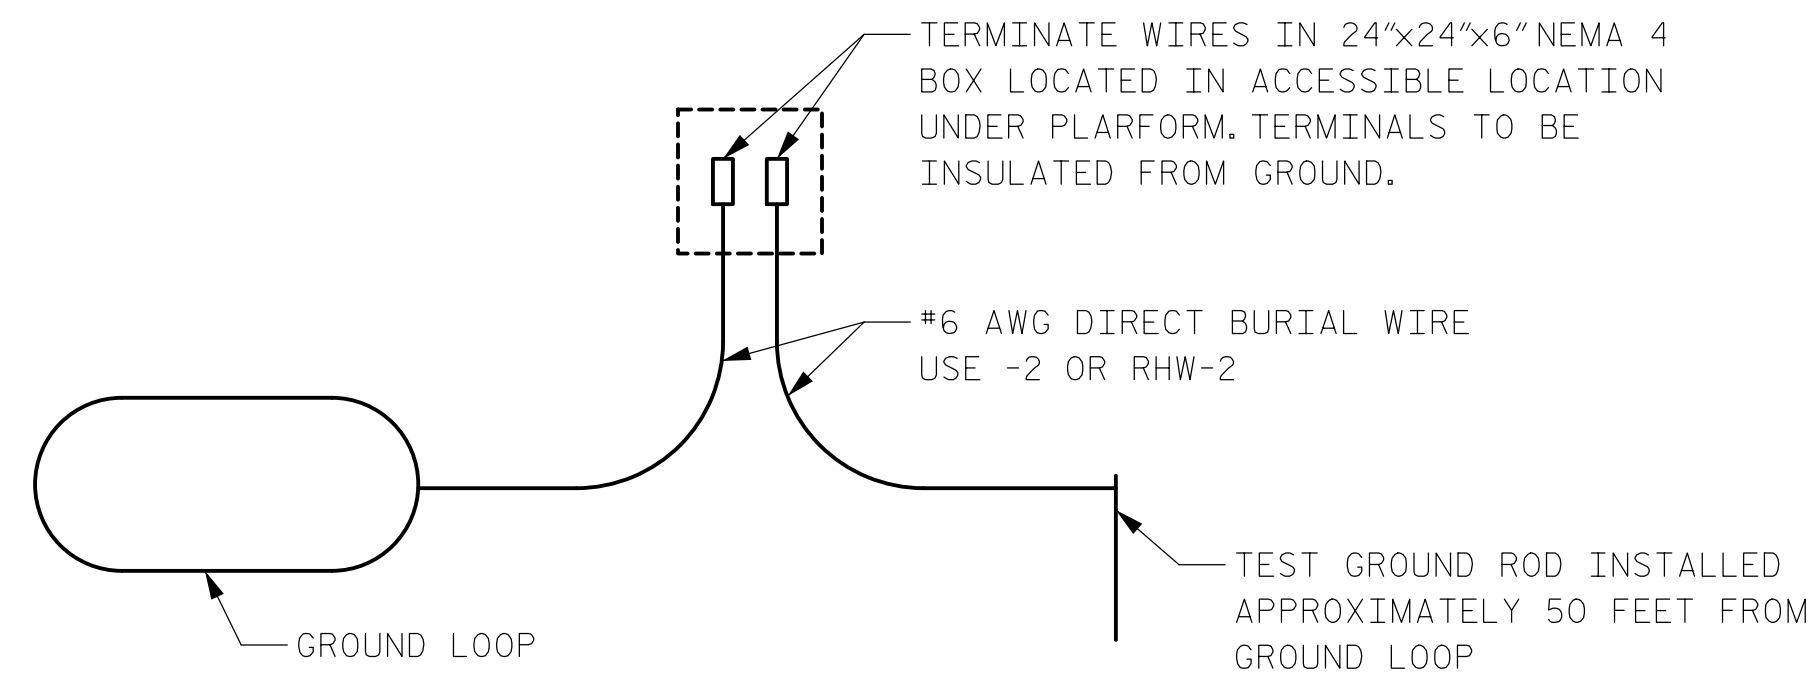 TERMINATE WIRES IN 24"x24"x6" NEMA 4
BOX LOCATED IN ACCESSIBLE LOCATION
UNDER PLARFORM. TERMINALS TO BE
INSULATED FROM GROUND.
#6 AWG DIRECT BURIAL WIRE
USE -2 OR RHW-2
TEST GROUND ROD INSTALLED
APPROXIMATELY 50 FEET FROM
GROUND LOOP
GROUND LOOP